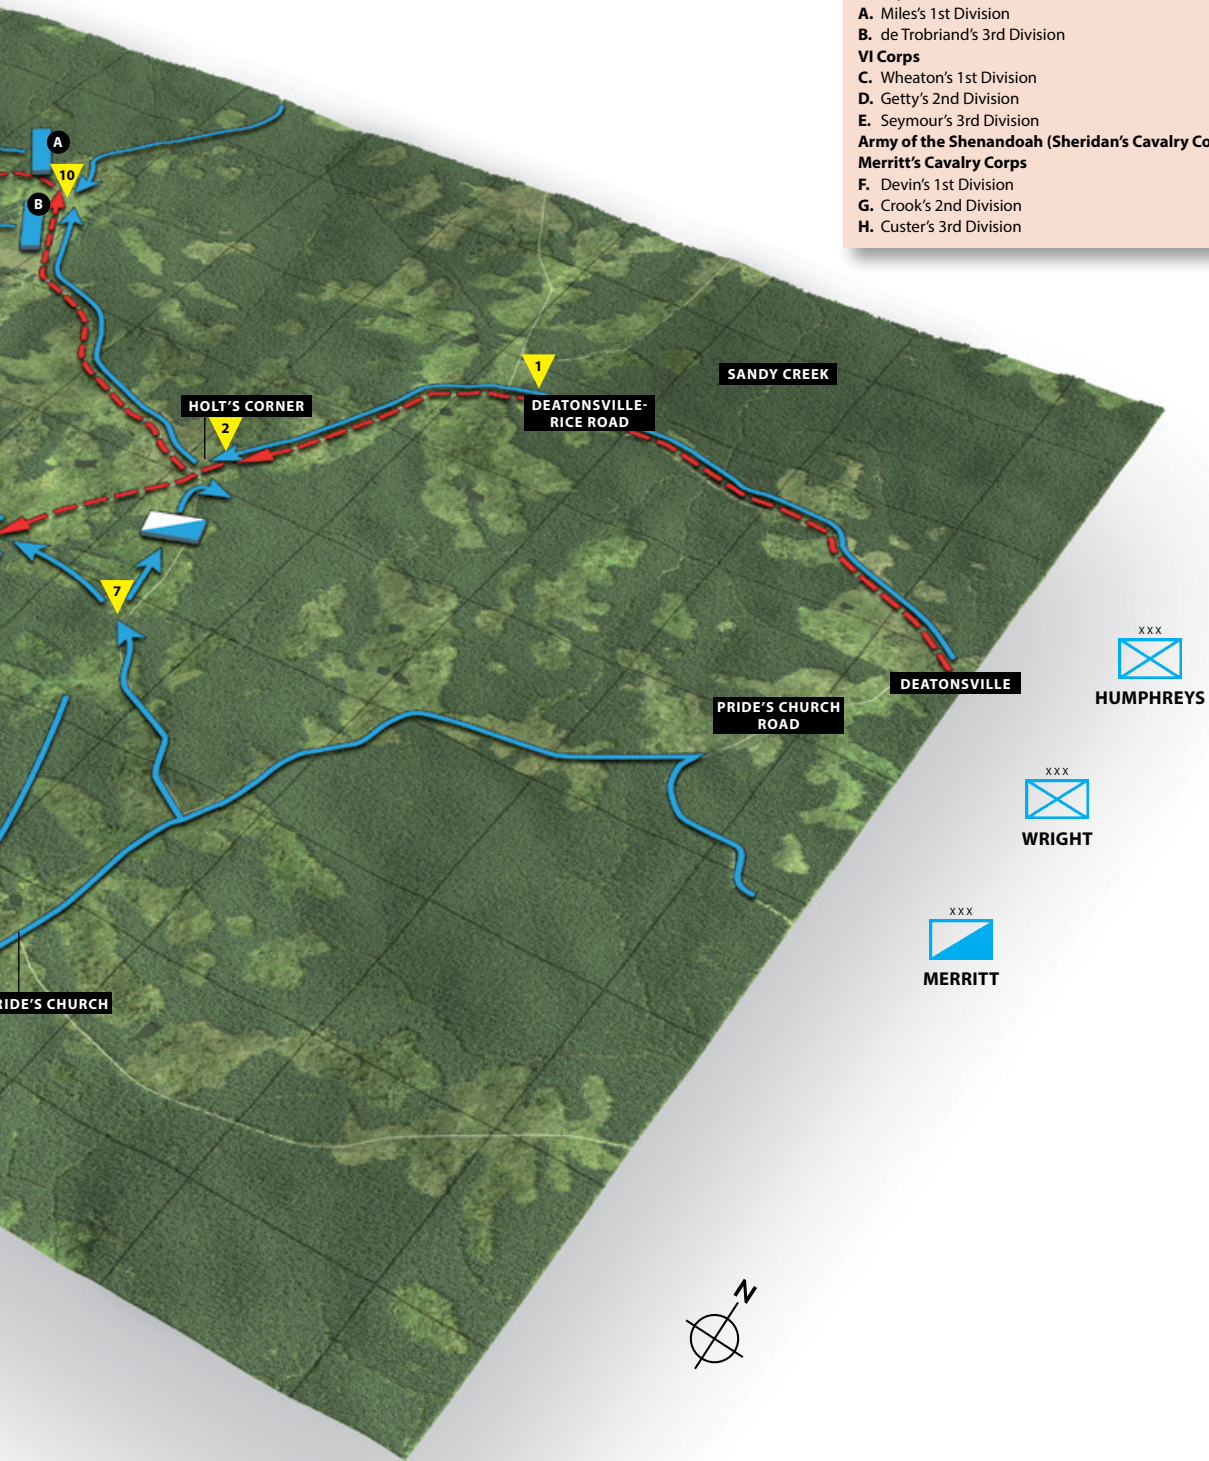 A. Miles's 1st Division
B. de Trobriand's 3rd Division
VI Corps
C. Wheaton's 1st Division
D. Getty's 2nd Division
E. Seymour's 3rd Division
Army of the Shenandoah (Sheridan's Cavalry Co
Merritt's Cavalry Corps
F. Devin's 1st Division
G. Crook's 2nd Division
H. Custer's 3rd Division
A
10
B
1
SANDY CREEK
HOLT'S CORNER
DEATONSVILLE-
RICE ROAD
2
7
XXX
HUMPHREYS
DEATONSVILLE
PRIDE'S CHURCH
ROAD
XXX
WRIGHT
XXX
MERRITT
RIDE'S CHURCH
N